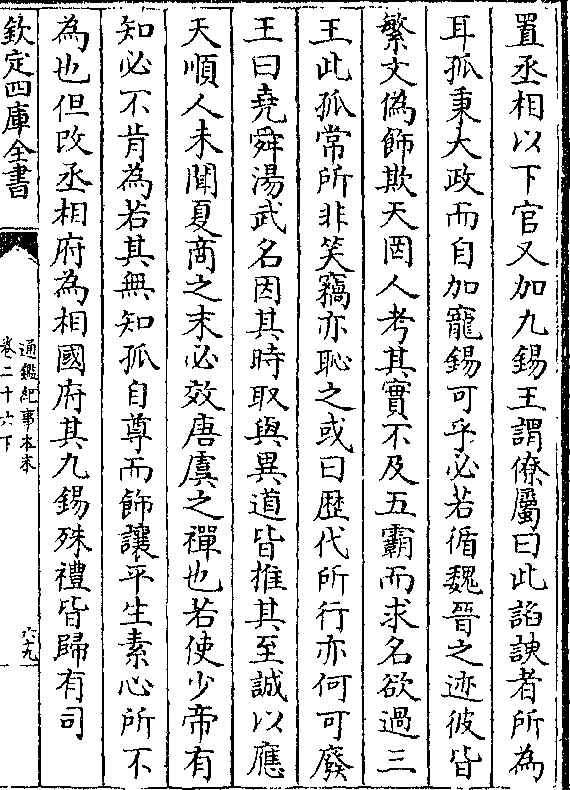 置丞相以下官又加九錫王謂僚屬曰此諂諛者所為
耳孤秉大政而自加寵錫可乎必若循魏晉之迹彼皆
繁文偽飾欺天罔人考其實不及五霸而求名欲過三
王此孤常所非笑竊亦恥之或曰歴代所行亦何可廢
王曰堯舜湯武名因其時取與異道皆推其至誠以應
天順人未聞夏商之末必效唐虞之禪也若使少帝有
知必不肯為若其無知孤自尊而飾讓平生素心所不
為也但改丞相府為相國府其九錫殊禮皆歸有司
欽定四庫全書
通鑑紀事本末
卷二十六下
六十九